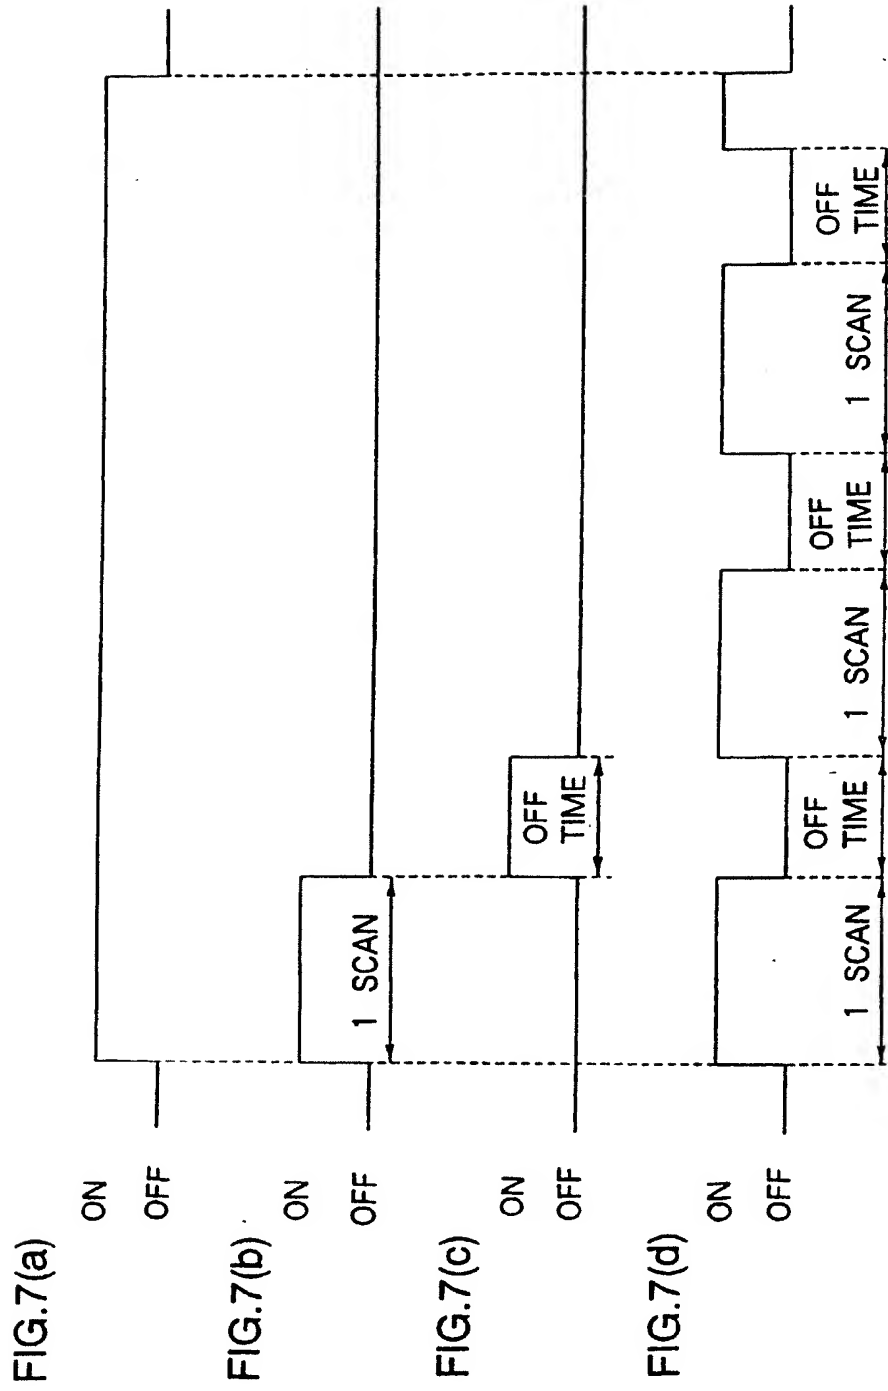 FIG.7(a)
ON
OFF
FIG.7(b)
ON
OFF
1 SCAN
FIG.7(c)
ON
OFF
OFF
TIME
FIG.7(d)
ON
OFF
1 SCAN
OFF
TIME
1 SCAN
OFF
TIME
1 SCAN
OFF
TIME